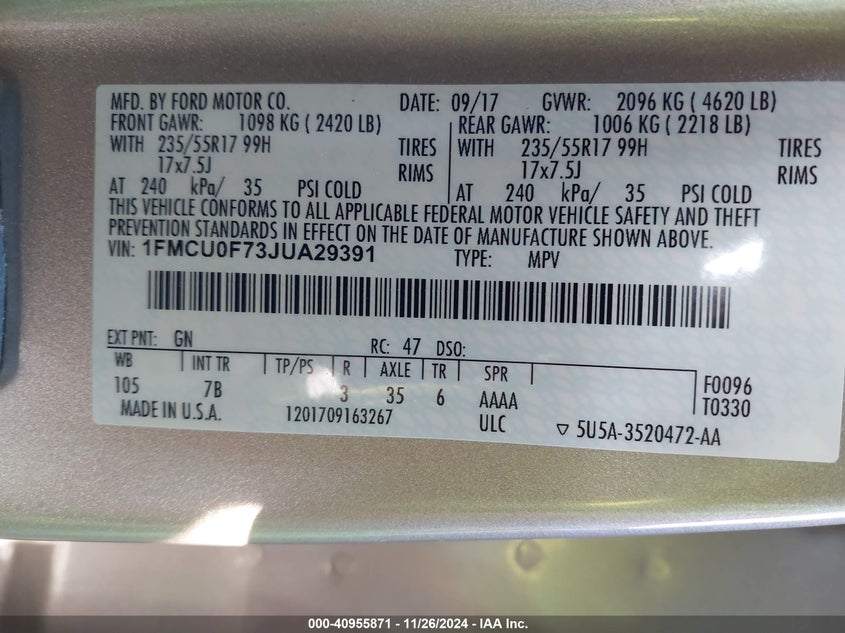 MFD. BY FORD MOTOR CO. DATE: 09/17 GVWR: 2096 KG ( 4620 LB)
FRONT GAWR: 1098 KG ( 2420 LB) REAR GAWR: 1006 KG ( 2218 LB)
WITH 235/55R17 99H TIRES WITH 235/55R17 99H TIRES
17x7.5J RIMS 17x7.5J RIMS
AT 240 kPa/ 35 PSI COLD AT 240 kPa/ 35 PSI COLD
THIS VEHICLE CONFORMS TO ALL APPLICABLE FEDERAL MOTOR VEHICLE SAFETY AND THEFT
PREVENTION STANDARDS IN EFFECT ON THE DATE OF MANUFACTURE SHOWN ABOVE.
VIN: 1FMCU0F73JUA29391 TYPE: MPV
EXT PNT: GN RC: 47 DSO:
WB INT TR TP/PS R AXLE TR SPR
105 7B 3 35 6 AAAA F0096
MADE IN U.S.A. 1201709163267 ULC T0330
▽ 5U5A-3520472-AA
000-40955871 - 11/26/2024 - IAA Inc.